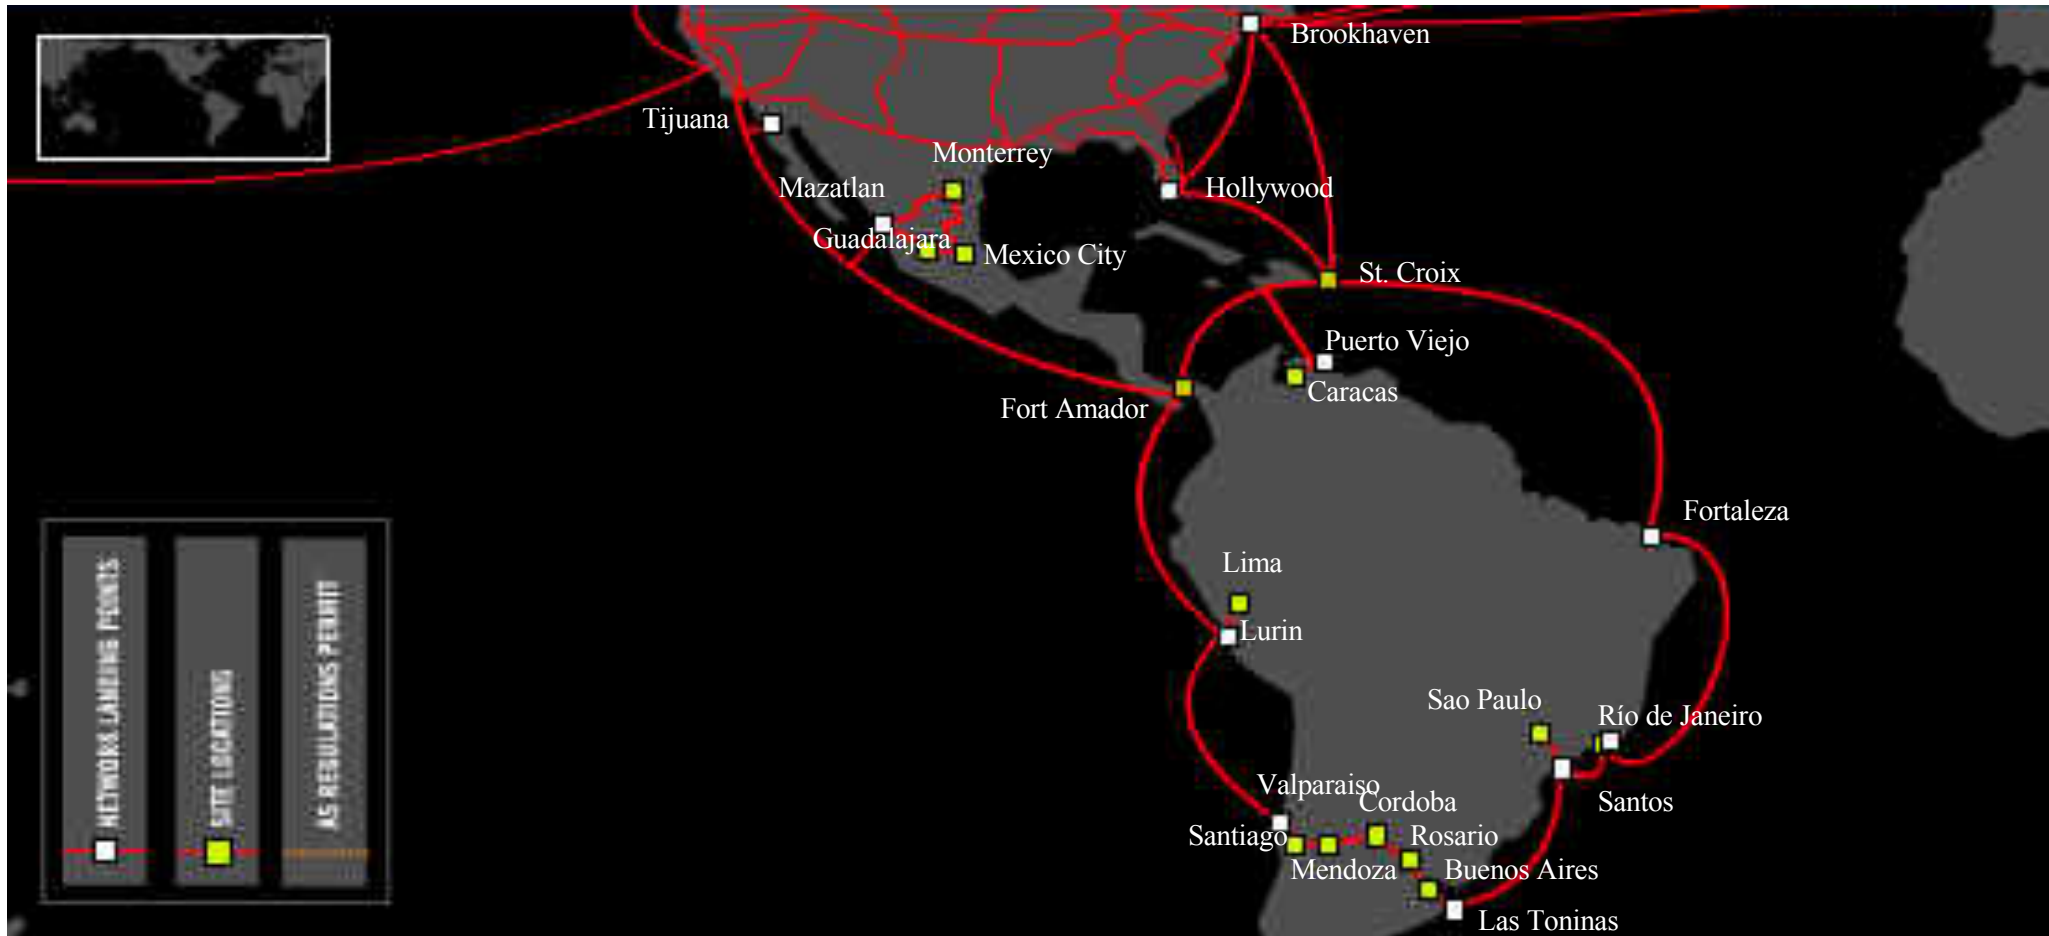 Brookhaven
Tijuana
Monterrey
Mazatlan
Hollywood
Guadalajara
Mexico City
St. Croix
Puerto Viejo
Caracas
Fort Amador
Fortaleza
Lima
Lurin
Sao Paulo
Río de Janeiro
Valparaiso
Cordoba
Santos
Santiago
Rosario
Mendoza
Buenos Aires
Las Toninas
NETWORK LANDING POINTS
SITE LOCATIONS
AS REGULATIONS PERMIT